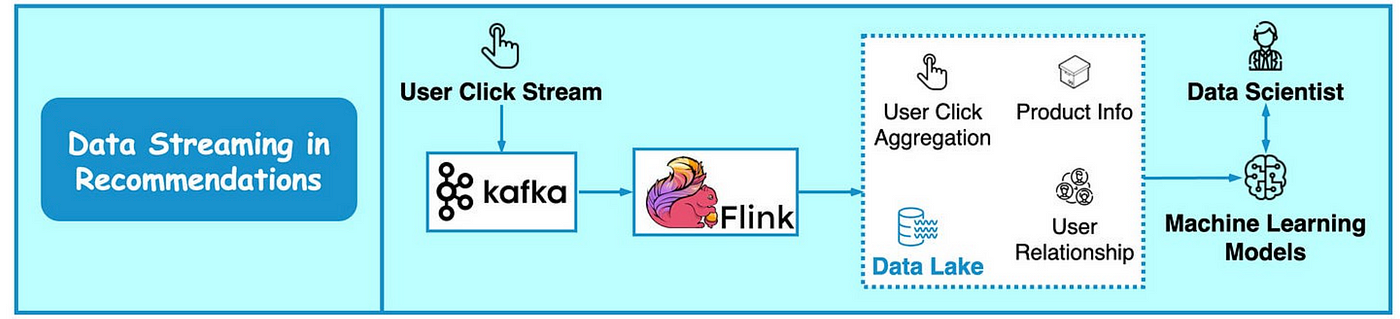 Data Streaming in
Recommendations
User Click Stream
kafka
Flink
User Click
Aggregation
Product Info
Data Lake
User
Relationship
Data Scientist
Machine Learning
Models